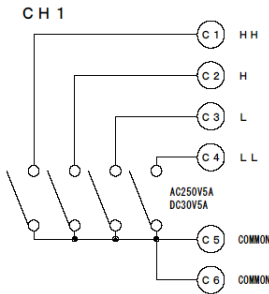 CH1
C1 HH
C2 H
C3 L
C4 LL
AC250V5A
DC30V5A
C5 COMMON
C6 COMMON